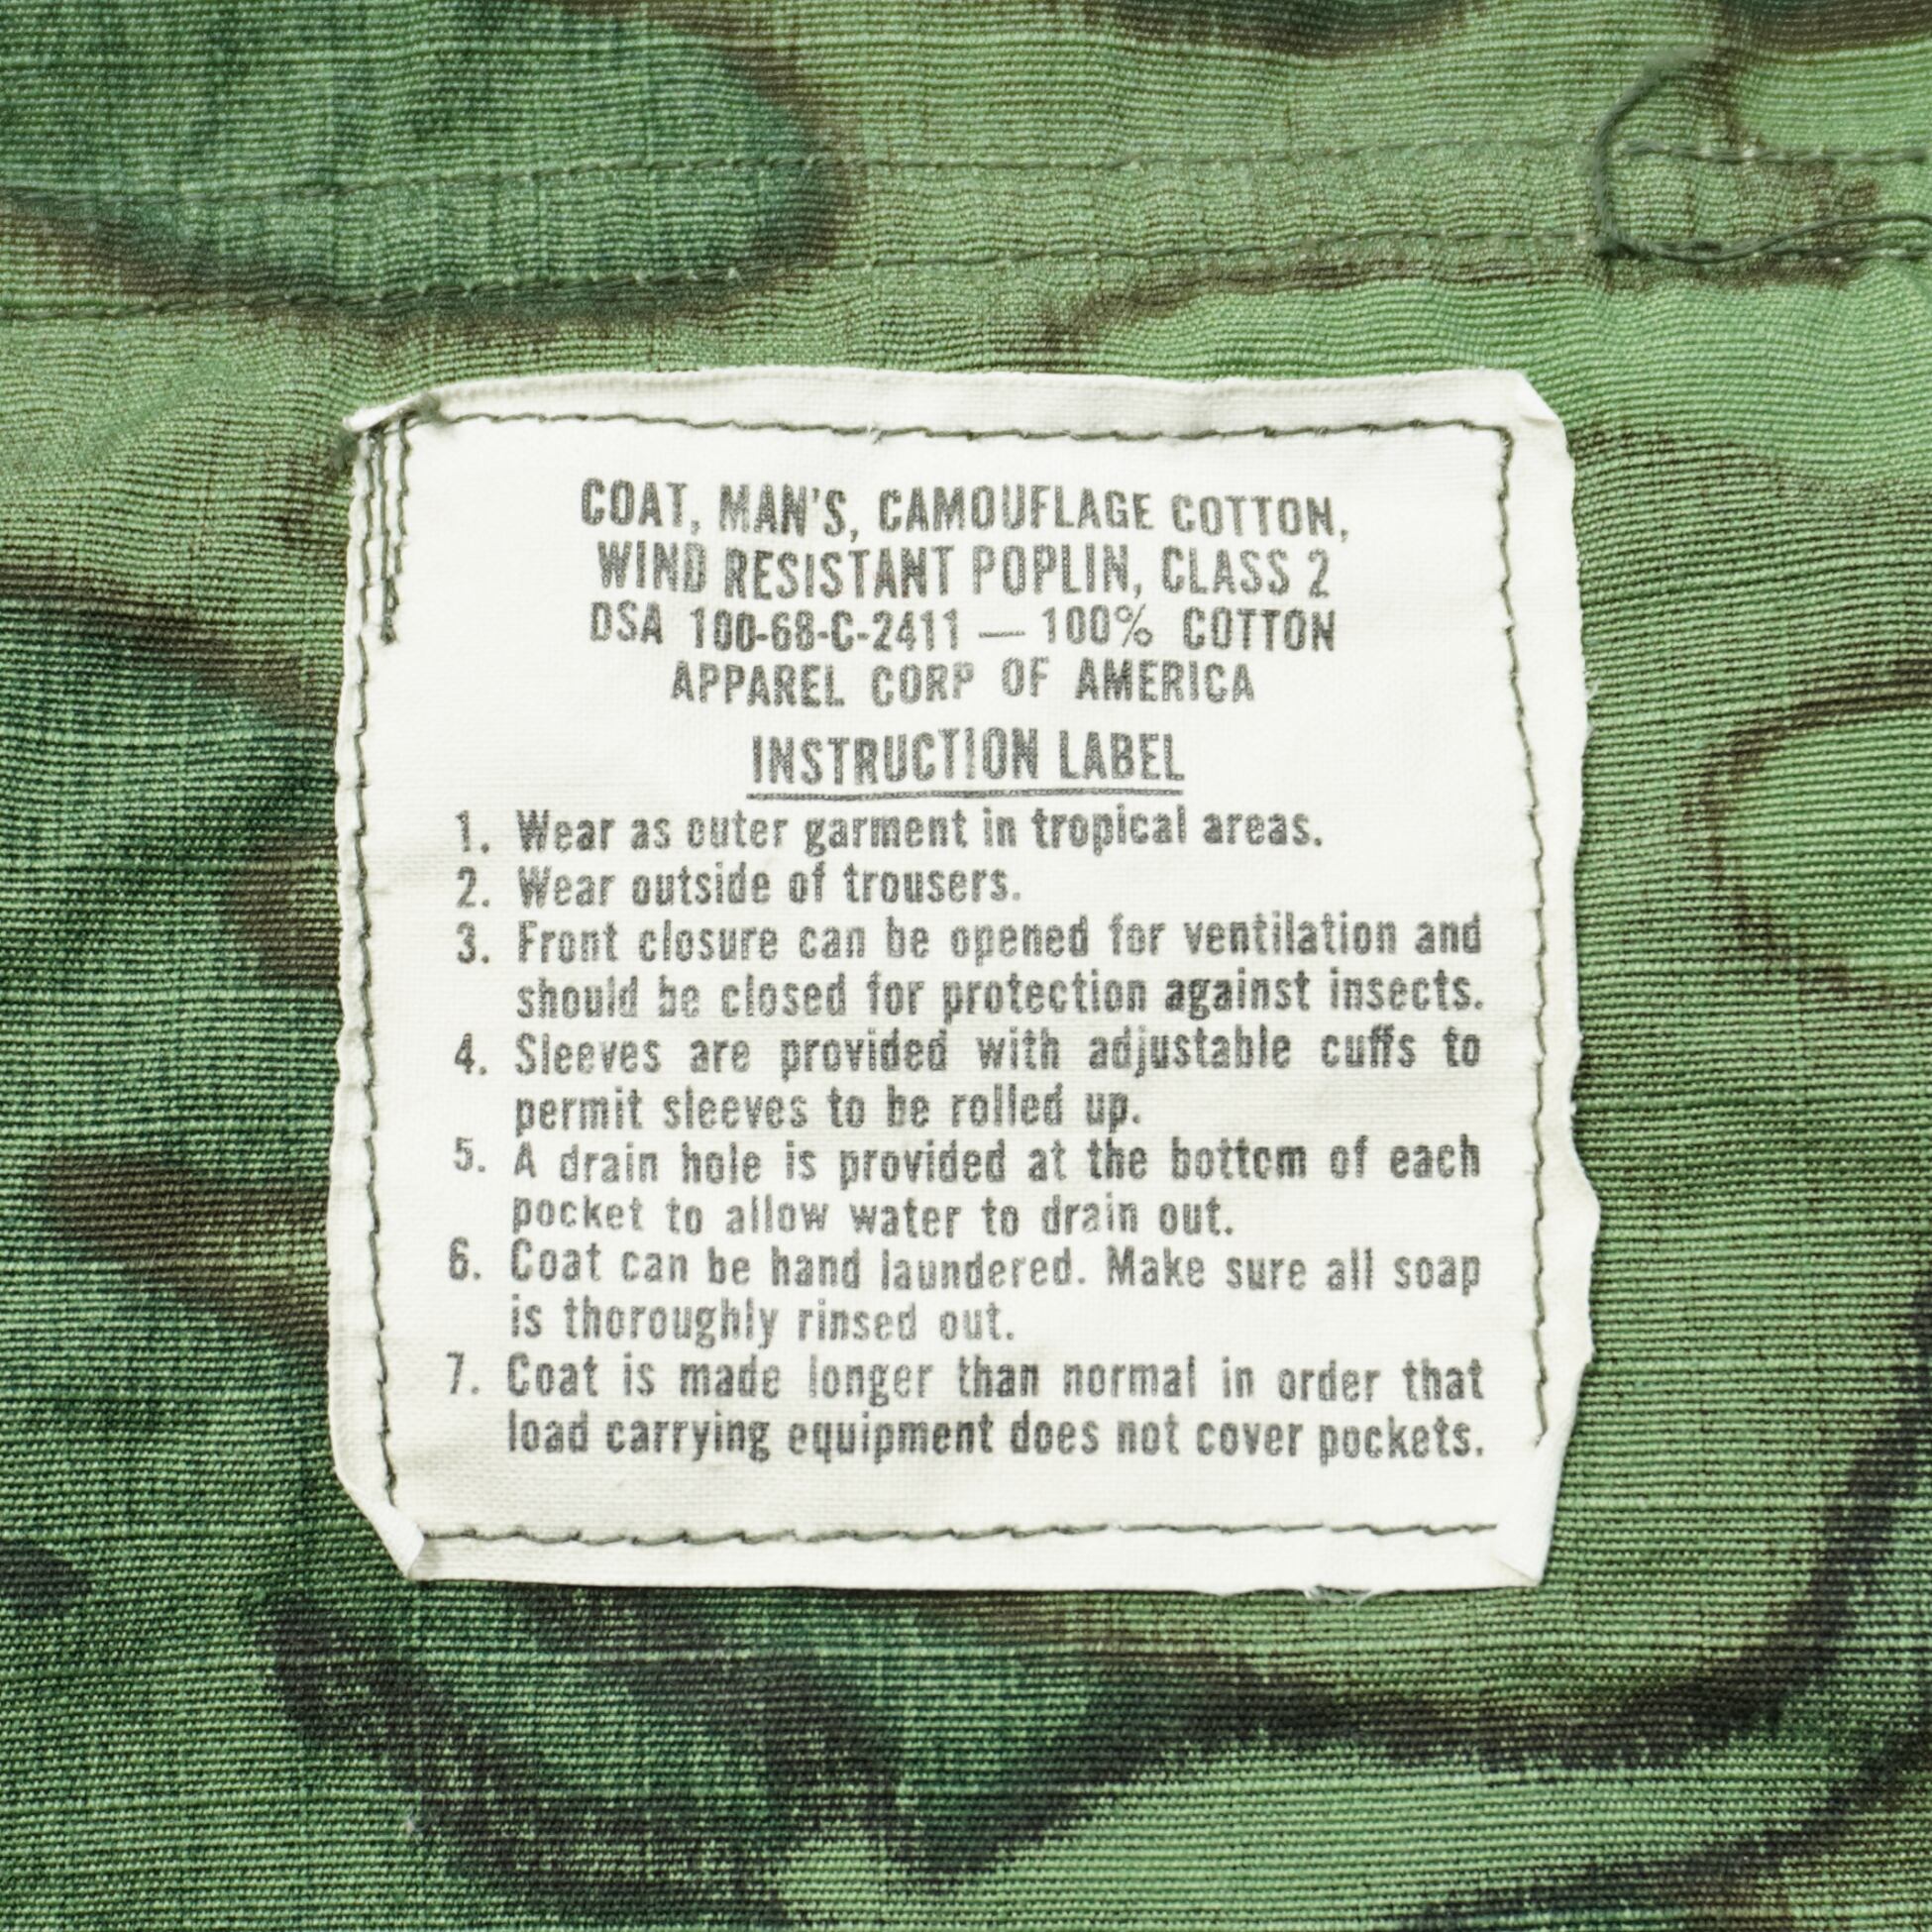 COAT, MAN'S, CAMOUFLAGE COTTON,
WIND RESISTANT POPLIN, CLASS 2
DSA 100-68-C-2411 — 100% COTTON
APPAREL CORP OF AMERICA
INSTRUCTION LABEL
1. Wear as outer garment in tropical areas.
2. Wear outside of trousers.
3. Front closure can be opened for ventilation and
should be closed for protection against insects.
4. Sleeves are provided with adjustable cuffs to
permit sleeves to be rolled up.
5. A drain hole is provided at the bottom of each
pocket to allow water to drain out.
6. Coat can be hand laundered. Make sure all soap
is thoroughly rinsed out.
7. Coat is made longer than normal in order that
load carrying equipment does not cover pockets.